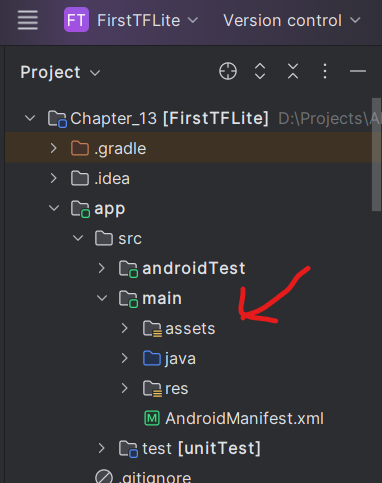 FT FirstTFLite Version control
Project
Chapter_13 [FirstTFLite] D:\Projects\A
.gradle
.idea
app
src
androidTest
main
assets
java
res
M AndroidManifest.xml
test [unitTest]
.gitignore